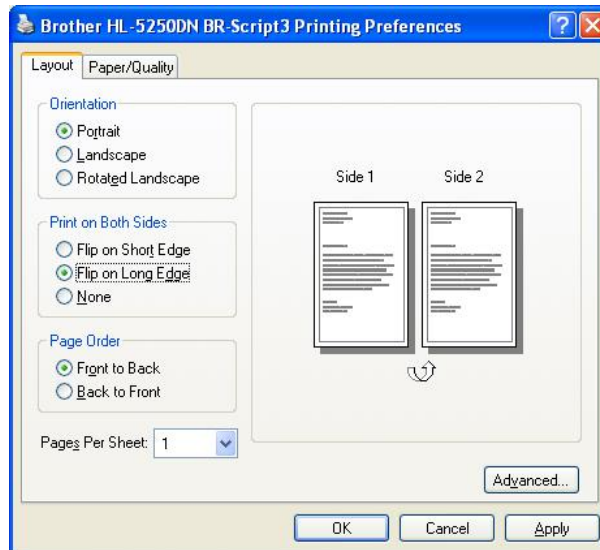 Brother HL-5250DN BR-Script3 Printing Preferences
Layout
Paper/Quality
Orientation
Portrait
Landscape
Rotated Landscape
Print on Both Sides
Flip on Short Edge
Flip on Long Edge
None
Page Order
Front to Back
Back to Front
Pages Per Sheet: 1
Side 1 Side 2
Advanced...
OK Cancel Apply